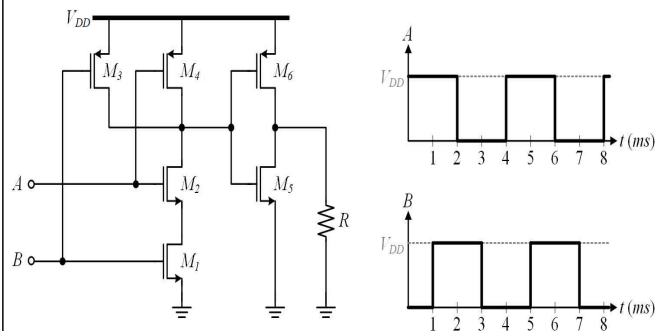 V_DD
M_3
M_4
M_6
A
M_2
M_5
R
B
M_1
A
V_DD
1 2 3 4 5 6 7 8 t (ms)
B
V_DD
1 2 3 4 5 6 7 8 t (ms)